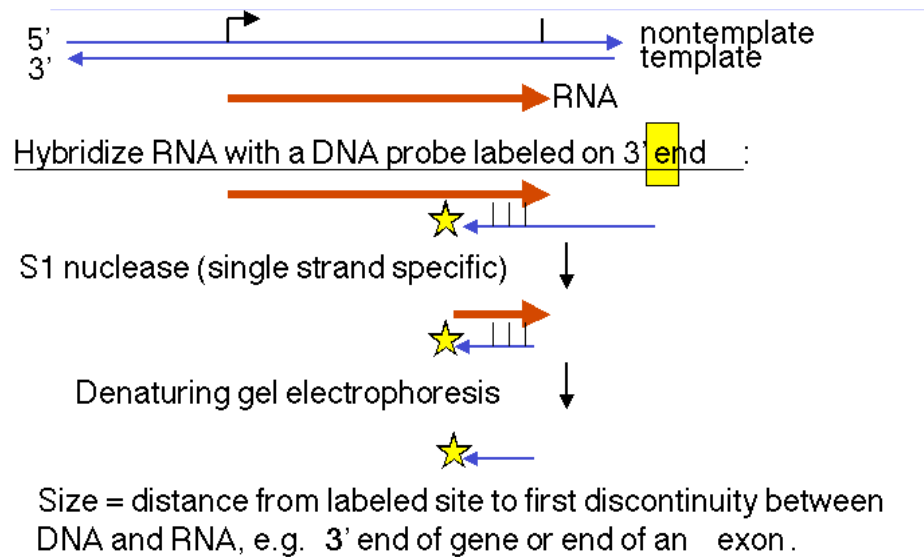 5’ nontemplate
3’ template
RNA
Hybridize RNA with a DNA probe labeled on 3’ end :
S1 nuclease (single strand specific)
Denaturing gel electrophoresis
Size = distance from labeled site to first discontinuity between
DNA and RNA, e.g. 3’ end of gene or end of an exon.